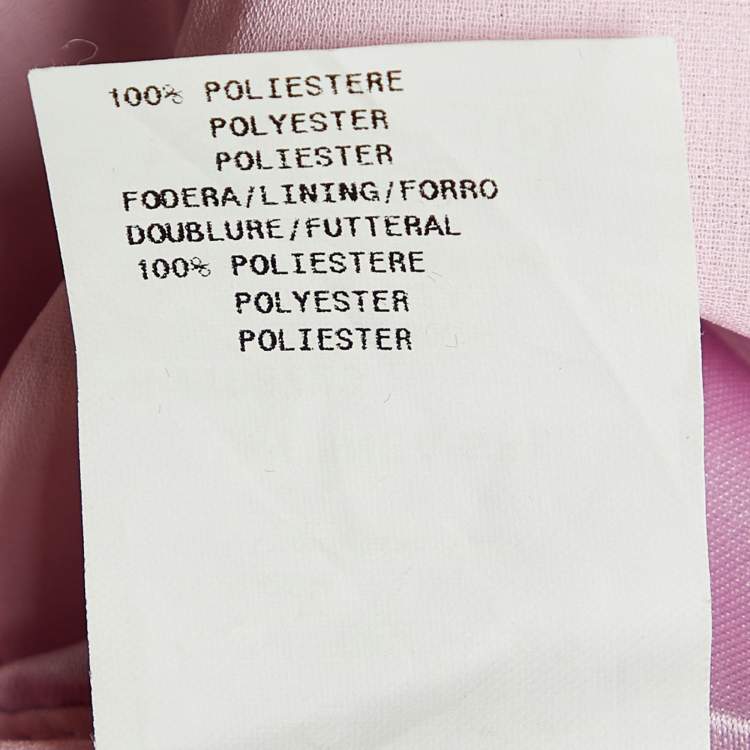 100% POLIESTERE
POLYESTER
POLIESTER
FODERA/LINING/FORRO
DOUBLURE/FUTTERAL
100% POLIESTERE
POLYESTER
POLIESTER